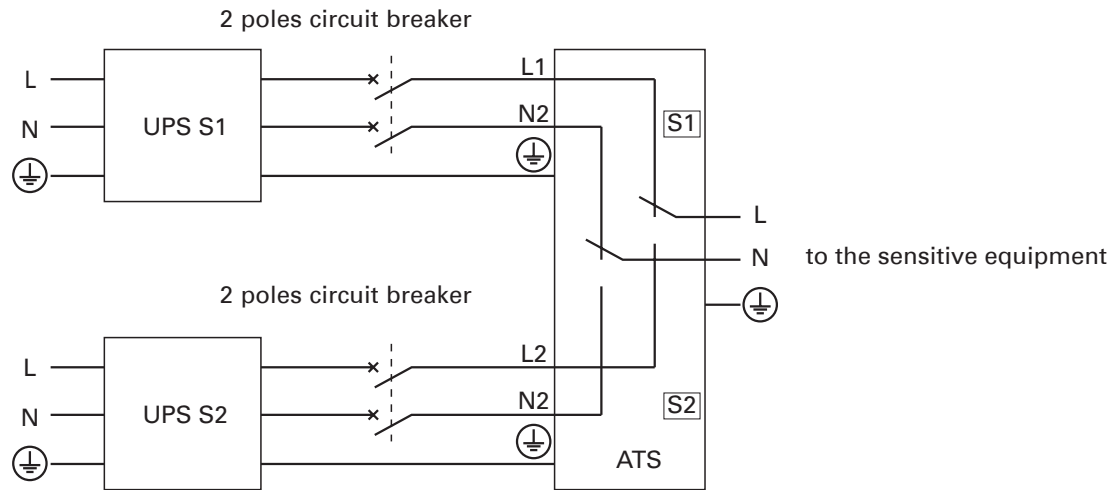 2 poles circuit breaker
L
L1
N
UPS S1
N2
S1
L
N
to the sensitive equipment
2 poles circuit breaker
L
L2
N
UPS S2
N2
S2
ATS